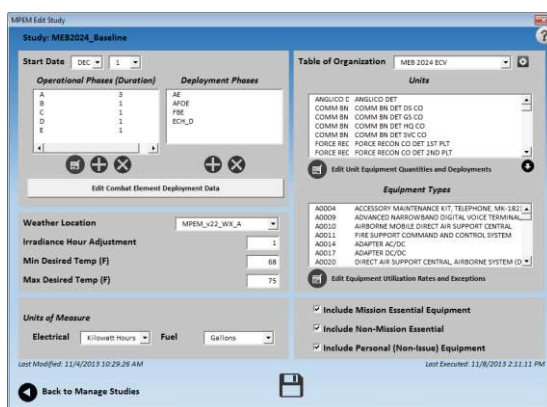 MPEM Edit Study
Study: MEB2024_Baseline
?
Start Date DEC 1
Operational Phases (Duration)
A 3
B 1
C 1
D 1
E 1
Deployment Phases
AE
AFOE
FBE
ECH_D
Edit Combat Element Deployment Data
Weather Location MPEM_v22_WX_A
Irradiance Hour Adjustment 1
Min Desired Temp (F) 68
Max Desired Temp (F) 75
Units of Measure
Electrical Kilowatt Hours Fuel Gallons
Table of Organization MEB 2024 ECV
Units
ANGLICO D ANGLICO DET
COMM BN COMM BN DET DS CO
COMM BN COMM BN DET GS CO
COMM BN COMM BN DET HQ CO
COMM BN COMM BN DET SVC CO
FORCE REC FORCE RECON CO DET 1ST PLT
FORCE REC FORCE RECON CO DET 2ND PLT
Edit Unit Equipment Quantities and Deployments
Equipment Types
A0004 ACCESSORY MAINTENANCE KIT, TELEPHONE, MK-182
A0009 ADVANCED NARROWBAND DIGITAL VOICE TERMINAL
A0010 AIRBORNE MOBILE DIRECT AIR SUPPORT CENTRAL
A0011 FIRE SUPPORT COMMAND AND CONTROL SYSTEM
A0014 ADAPTER AC/DC
A0017 ADAPTER DC/DC
A0020 DIRECT AIR SUPPORT CENTRAL, AIRBORNE SYSTEM (D
Edit Equipment Utilization Rates and Exceptions
Include Mission Essential Equipment
Include Non-Mission Essential
Include Personal (Non-Issue) Equipment
Last Modified: 11/4/2013 10:29:26 AM
Last Executed: 11/8/2013 2:11:11 PM
Back to Manage Studies